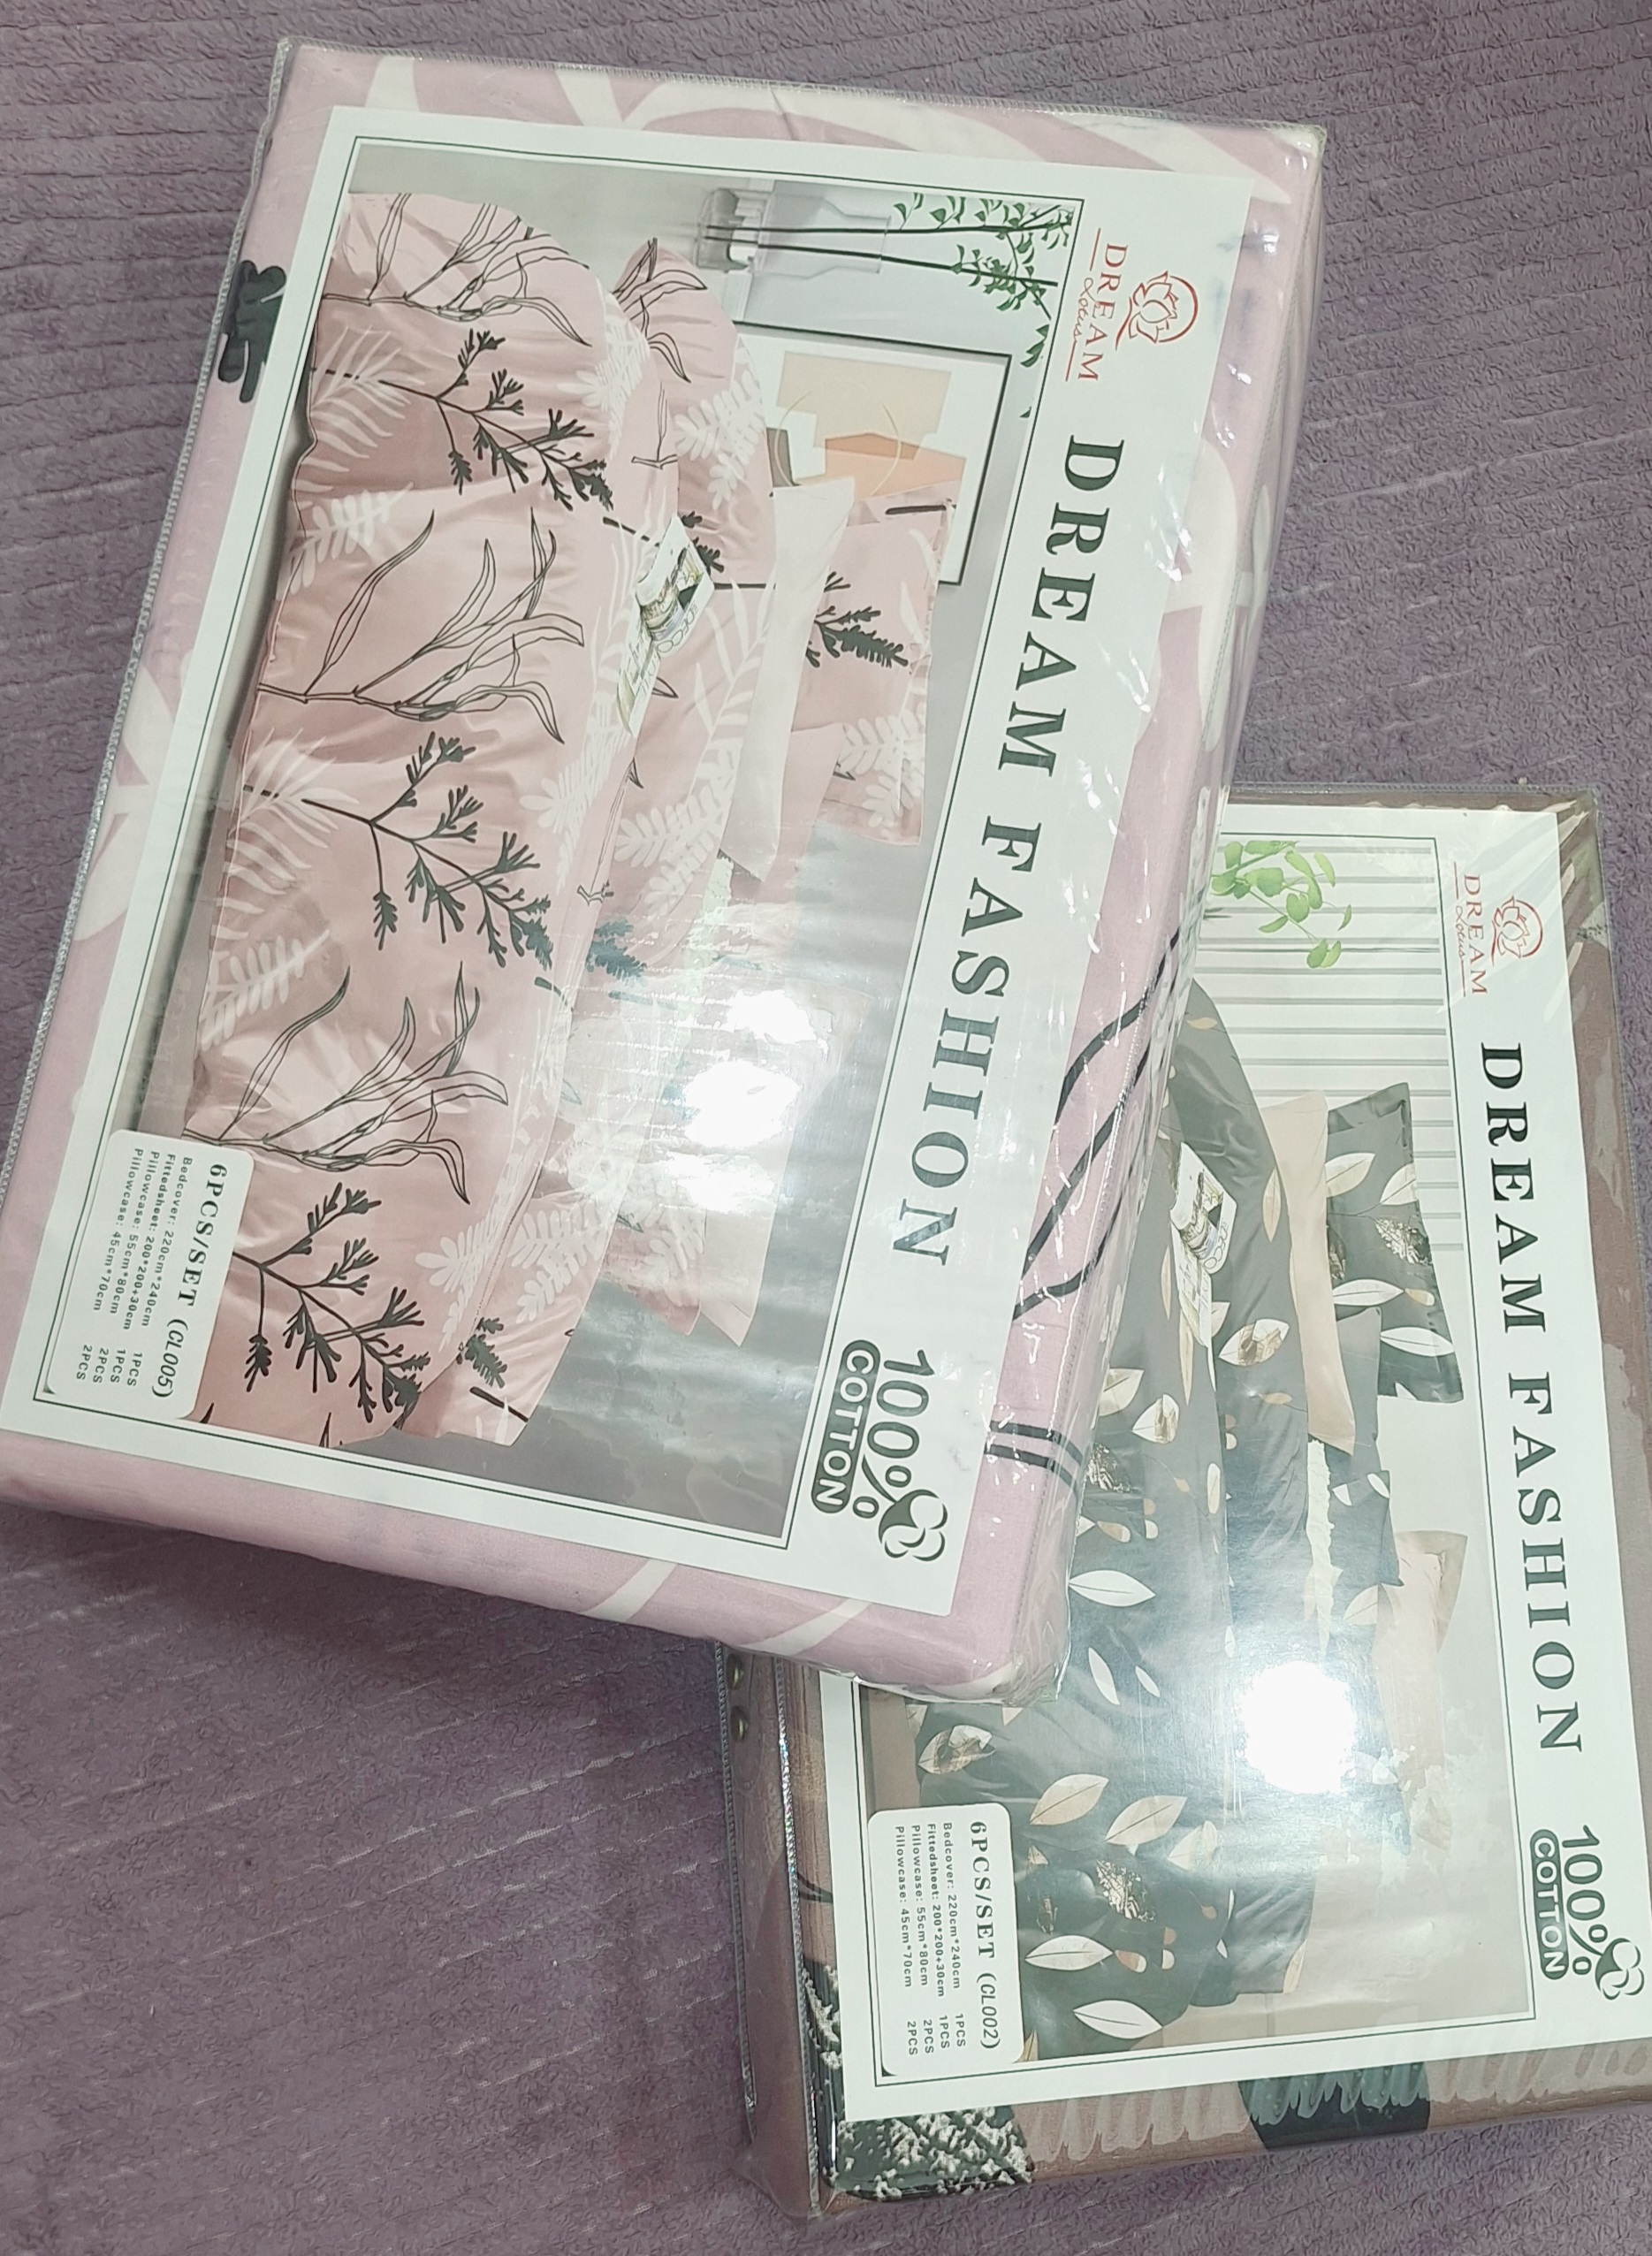 DREAM
Lotus
DREAM FASHION
100%
COTTON
6PCS/SET (CL005)
Bedcover: 220cm*240cm 1PCS
Fittedsheet: 200*200+30cm 1PCS
Pillowcase: 55cm*80cm 2PCS
Pillowcase: 45cm*70cm 2PCS
DREAM
Lotus
DREAM FASHION
100%
COTTON
6PCS/SET (CL002)
Bedcover: 220cm*240cm 1PCS
Fittedsheet: 200*200+30cm 1PCS
Pillowcase: 55cm*80cm 2PCS
Pillowcase: 45cm*70cm 2PCS